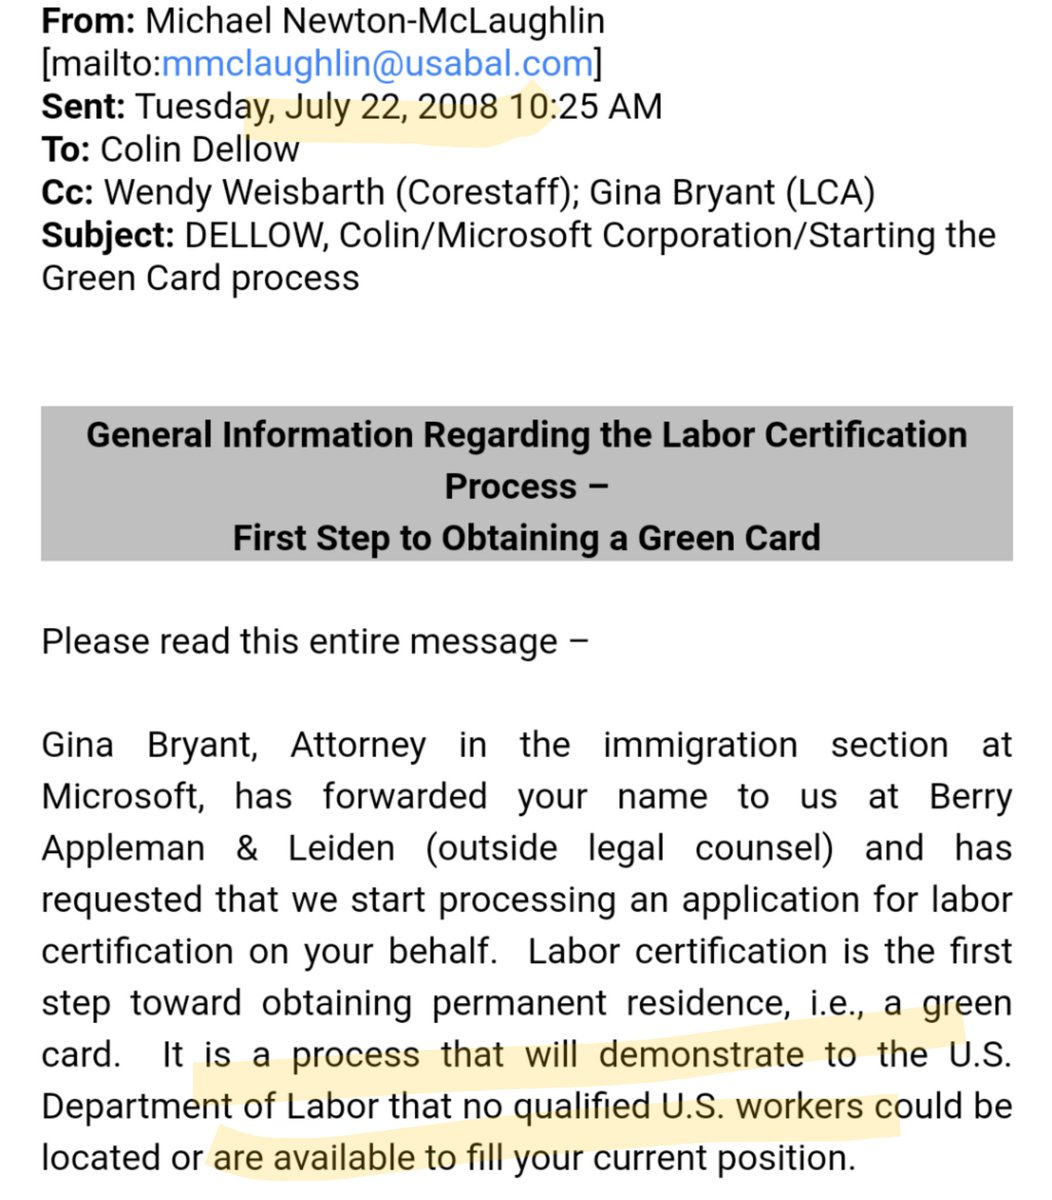 From: Michael Newton-McLaughlin
[mailto:mmclaughlin@usabal.com]
Sent: Tuesday, July 22, 2008 10:25 AM
To: Colin Dellow
Cc: Wendy Weisbarth (Corestaff); Gina Bryant (LCA)
Subject: DELLOW, Colin/Microsoft Corporation/Starting the
Green Card process
General Information Regarding the Labor Certification
Process –
First Step to Obtaining a Green Card
Please read this entire message –
Gina Bryant, Attorney in the immigration section at
Microsoft, has forwarded your name to us at Berry
Appleman & Leiden (outside legal counsel) and has
requested that we start processing an application for labor
certification on your behalf.  Labor certification is the first
step toward obtaining permanent residence, i.e., a green
card.  It is a process that will demonstrate to the U.S.
Department of Labor that no qualified U.S. workers could be
located or are available to fill your current position.